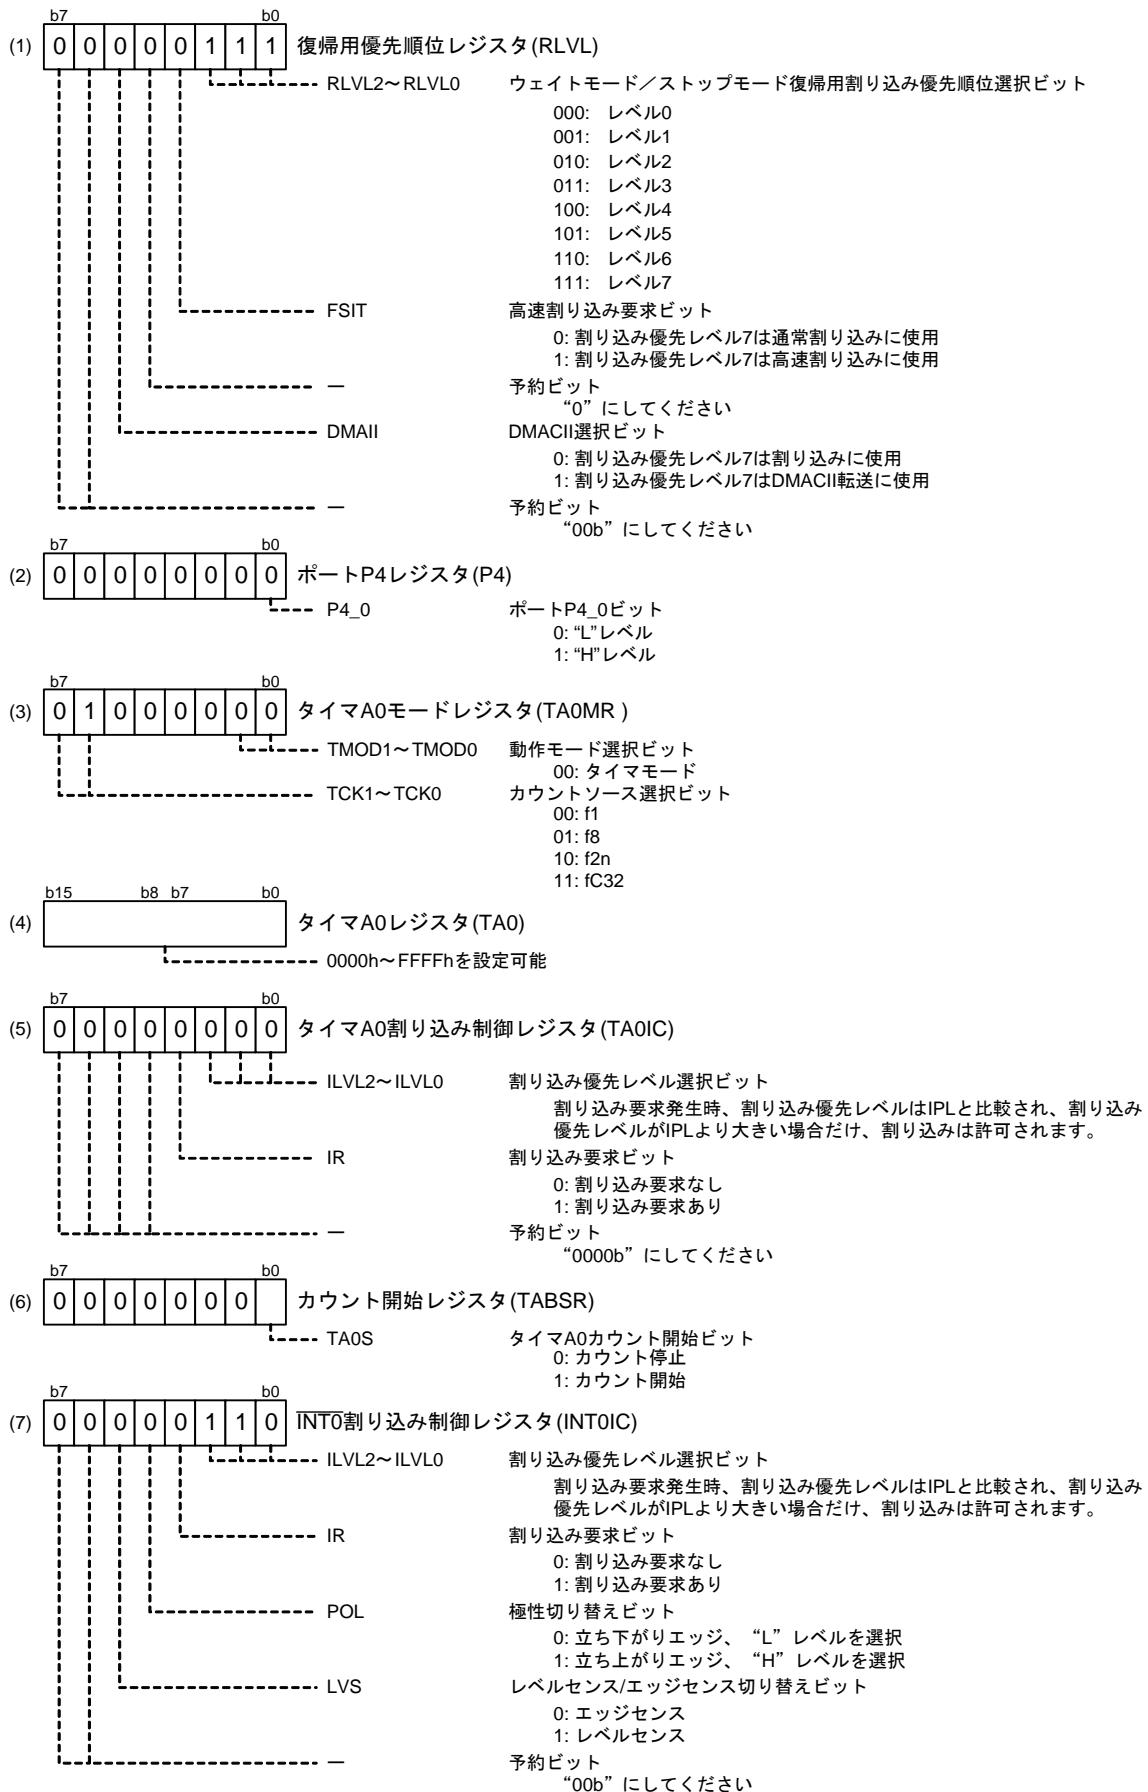 b7 b0
(1) 0 0 0 0 0 1 1 1 復帰用優先順位レジスタ(RLVL)
RLVL2～RLVL0 ウェイトモード／ストップモード復帰用割り込み優先順位選択ビット
000: レベル0
001: レベル1
010: レベル2
011: レベル3
100: レベル4
101: レベル5
110: レベル6
111: レベル7
FSIT 高速割り込み要求ビット
0: 割り込み優先レベル7は通常割り込みに使用
1: 割り込み優先レベル7は高速割り込みに使用
― 予約ビット
“0”にしてください
DMAII DMACII選択ビット
0: 割り込み優先レベル7は割り込みに使用
1: 割り込み優先レベル7はDMACII転送に使用
― 予約ビット
“00b”にしてください
b7 b0
(2) 0 0 0 0 0 0 0 0 ポートP4レジスタ(P4)
P4_0 ポートP4_0ビット
0: “L”レベル
1: “H”レベル
b7 b0
(3) 0 1 0 0 0 0 0 0 タイマA0モードレジスタ(TA0MR )
TMOD1～TMOD0 動作モード選択ビット
00: タイマモード
TCK1～TCK0 カウントソース選択ビット
00: f1
01: f8
10: f2n
11: fC32
b15 b8 b7 b0
(4) タイマA0レジスタ(TA0)
0000h～FFFFhを設定可能
b7 b0
(5) 0 0 0 0 0 0 0 0 タイマA0割り込み制御レジスタ(TA0IC)
ILVL2～ILVL0 割り込み優先レベル選択ビット
割り込み要求発生時、割り込み優先レベルはIPLと比較され、割り込み
優先レベルがIPLより大きい場合だけ、割り込みは許可されます。
IR 割り込み要求ビット
0: 割り込み要求なし
1: 割り込み要求あり
― 予約ビット
“0000b”にしてください
b7 b0
(6) 0 0 0 0 0 0 0 カウント開始レジスタ(TABSR)
TA0S タイマA0カウント開始ビット
0: カウント停止
1: カウント開始
b7 b0
(7) 0 0 0 0 0 1 1 0 INT0割り込み制御レジスタ(INT0IC)
ILVL2～ILVL0 割り込み優先レベル選択ビット
割り込み要求発生時、割り込み優先レベルはIPLと比較され、割り込み
優先レベルがIPLより大きい場合だけ、割り込みは許可されます。
IR 割り込み要求ビット
0: 割り込み要求なし
1: 割り込み要求あり
POL 極性切り替えビット
0: 立ち下がりエッジ、“L”レベルを選択
1: 立ち上がりエッジ、“H”レベルを選択
LVS レベルセンス/エッジセンス切り替えビット
0: エッジセンス
1: レベルセンス
― 予約ビット
“00b”にしてください